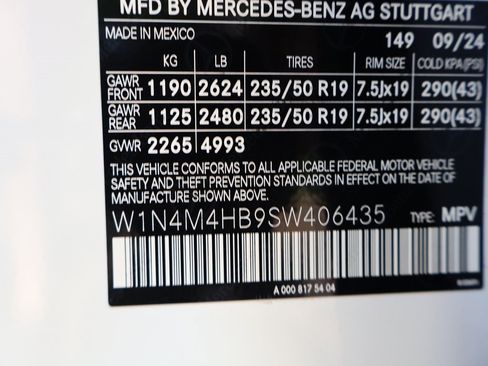 MFD BY MERCEDES-BENZ AG STUTTGART
MADE IN MEXICO 149 09/24
KG LB TIRES RIM SIZE COLD KPA(PSI)
GAWR FRONT 1190 2624 235/50 R19 7.5Jx19 290(43)
GAWR REAR 1125 2480 235/50 R19 7.5Jx19 290(43)
GVWR 2265 4993
THIS VEHICLE CONFORMS TO ALL APPLICABLE FEDERAL MOTOR VEHICLE
SAFETY AND THEFT PREVENTION STANDARDS IN EFFECT ON THE DATE OF
MANUFACTURE SHOWN ABOVE.
W1N4M4HB9SW406435 TYPE: MPV
A 000 817 54 04